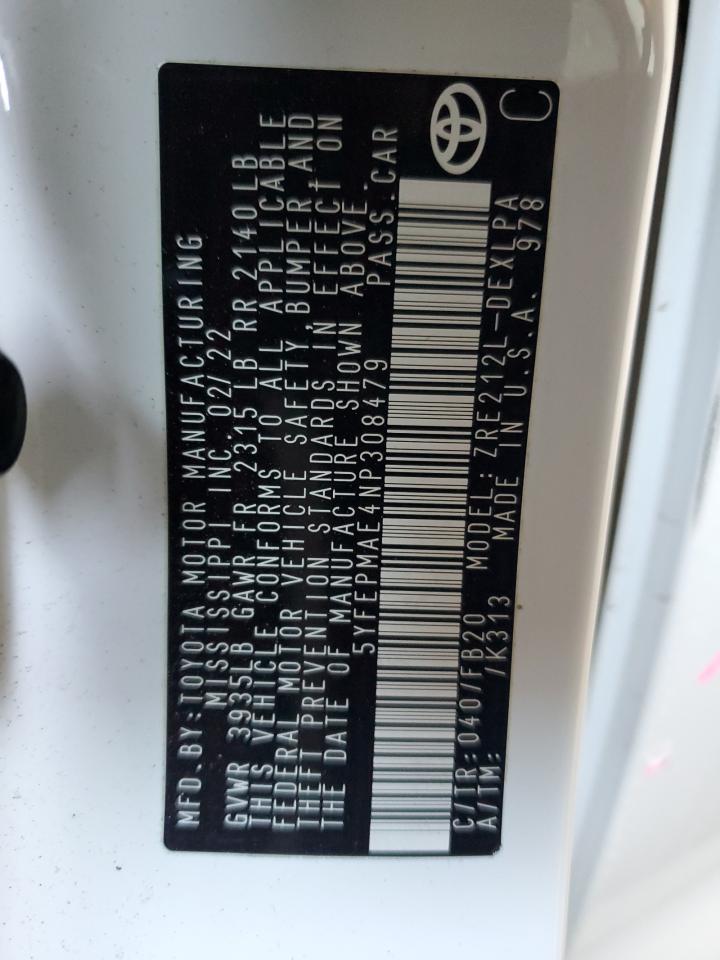 MFD.BY:TOYOTA MOTOR MANUFACTURING
MISSISSIPPI INC. 02/22
GVWR 3935LB GAWR FR 2315 LB RR 2140LB
THIS VEHICLE CONFORMS TO ALL APPLICABLE
FEDERAL MOTOR VEHICLE SAFETY, BUMPER, AND
THEFT PREVENTION STANDARDS IN EFFECT ON
THE DATE OF MANUFACTURE SHOWN ABOVE.
5YFEPMAE4NP308479 PASS.CAR
C/TR:040/FB20 MODEL:ZRE212L-DEXLPA
A/TM: /K313 MADE IN U.S.A. 978
C